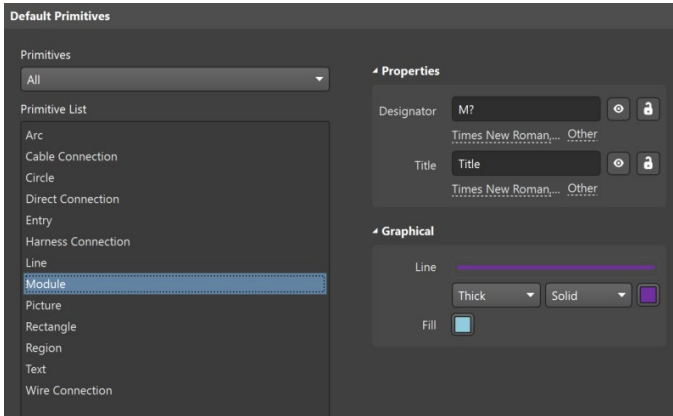 Default Primitives
Primitives
All
Primitive List
Arc
Cable Connection
Circle
Direct Connection
Entry
Harness Connection
Line
Module
Picture
Rectangle
Region
Text
Wire Connection
Properties
Designator M?
Times New Roman,... Other
Title Title
Times New Roman,... Other
Graphical
Line
Thick Solid
Fill